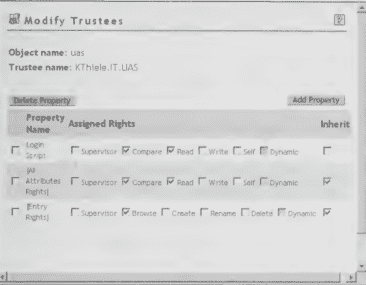 Modify Trustees
Object name: uas
Trustee name: KThiele.IT.UAS
Delete Property Add Property
Property Name Assigned Rights Inherit
Login Script Supervisor Compare Read Write Self Dynamic
Attributes Rights] Supervisor Compare Read Write Self Dynamic
[Entry Rights] Supervisor Browse Create Rename Delete Dynamic